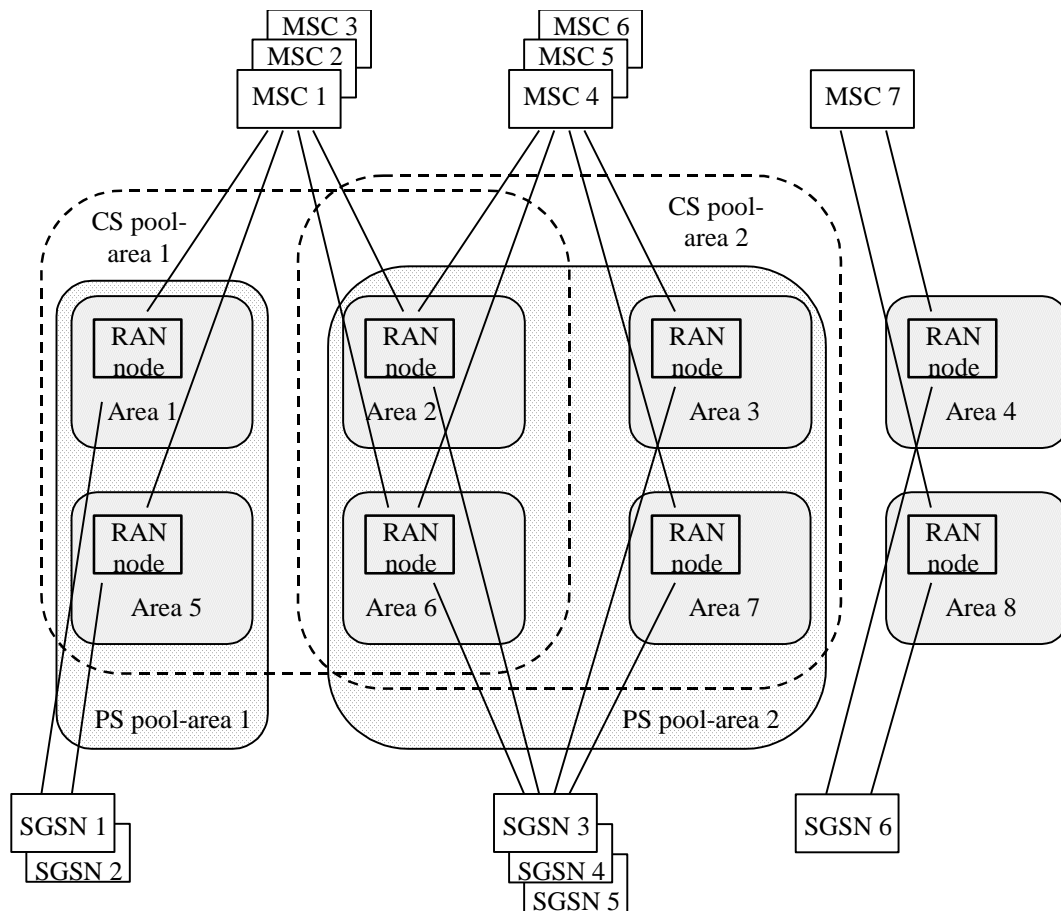 MSC 3
MSC 2
MSC 1
MSC 6
MSC 5
MSC 4
MSC 7
CS pool-
area 1
CS pool-
area 2
RAN
node
Area 1
RAN
node
Area 2
RAN
node
Area 3
RAN
node
Area 4
RAN
node
Area 5
RAN
node
Area 6
RAN
node
Area 7
RAN
node
Area 8
PS pool-area 1
PS pool-area 2
SGSN 1
SGSN 2
SGSN 3
SGSN 4
SGSN 5
SGSN 6